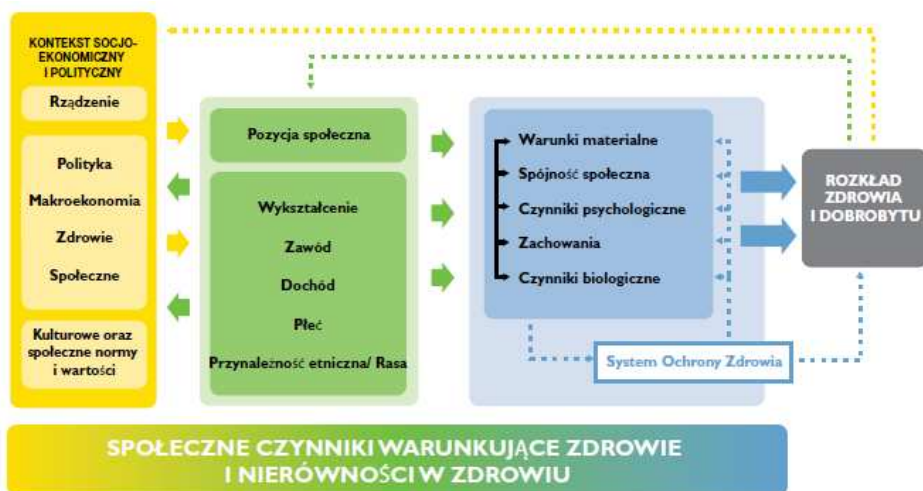 KONTEKST SOCJO-
EKONOMICZNY
I POLITYCZNY
Rządzenie
Polityka
Makroekonomia
Zdrowie
Społeczne
Kulturowe oraz
społeczne normy
i wartości
Pozycja społeczna
Wykształcenie
Zawód
Dochód
Płeć
Przynależność etniczna/ Rasa
Warunki materialne
Spójność społeczna
Czynniki psychologiczne
Zachowania
Czynniki biologiczne
System Ochrony Zdrowia
ROZKŁAD
ZDROWIA
I DOBROBYTU
SPOŁECZNE CZYNNIKI WARUNKUJĄCE ZDROWIE
I NIERÓWNOŚCI W ZDROWIU